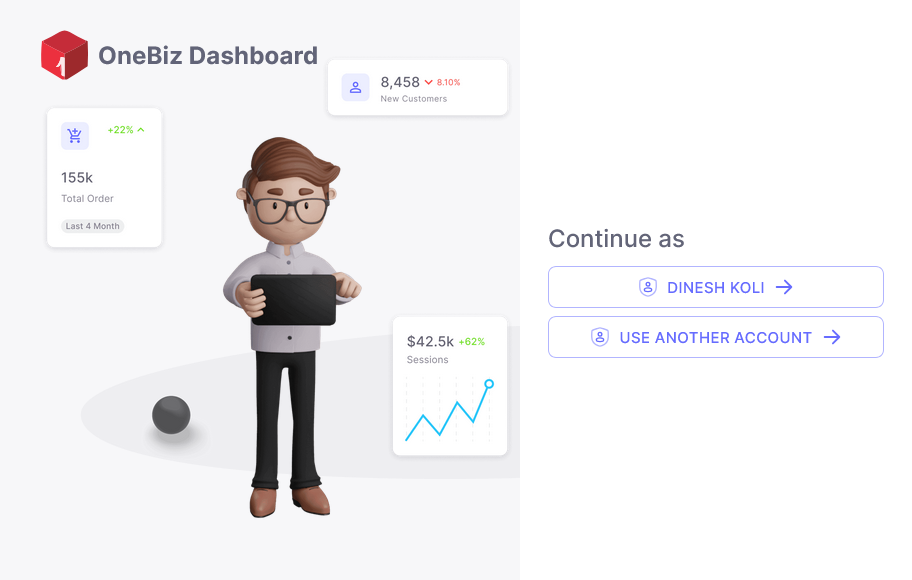 OneBiz Dashboard
8,458 8.10%
New Customers
+22%
155k
Total Order
Last 4 Month
$42.5k +62%
Sessions
Continue as
DINESH KOLI
USE ANOTHER ACCOUNT